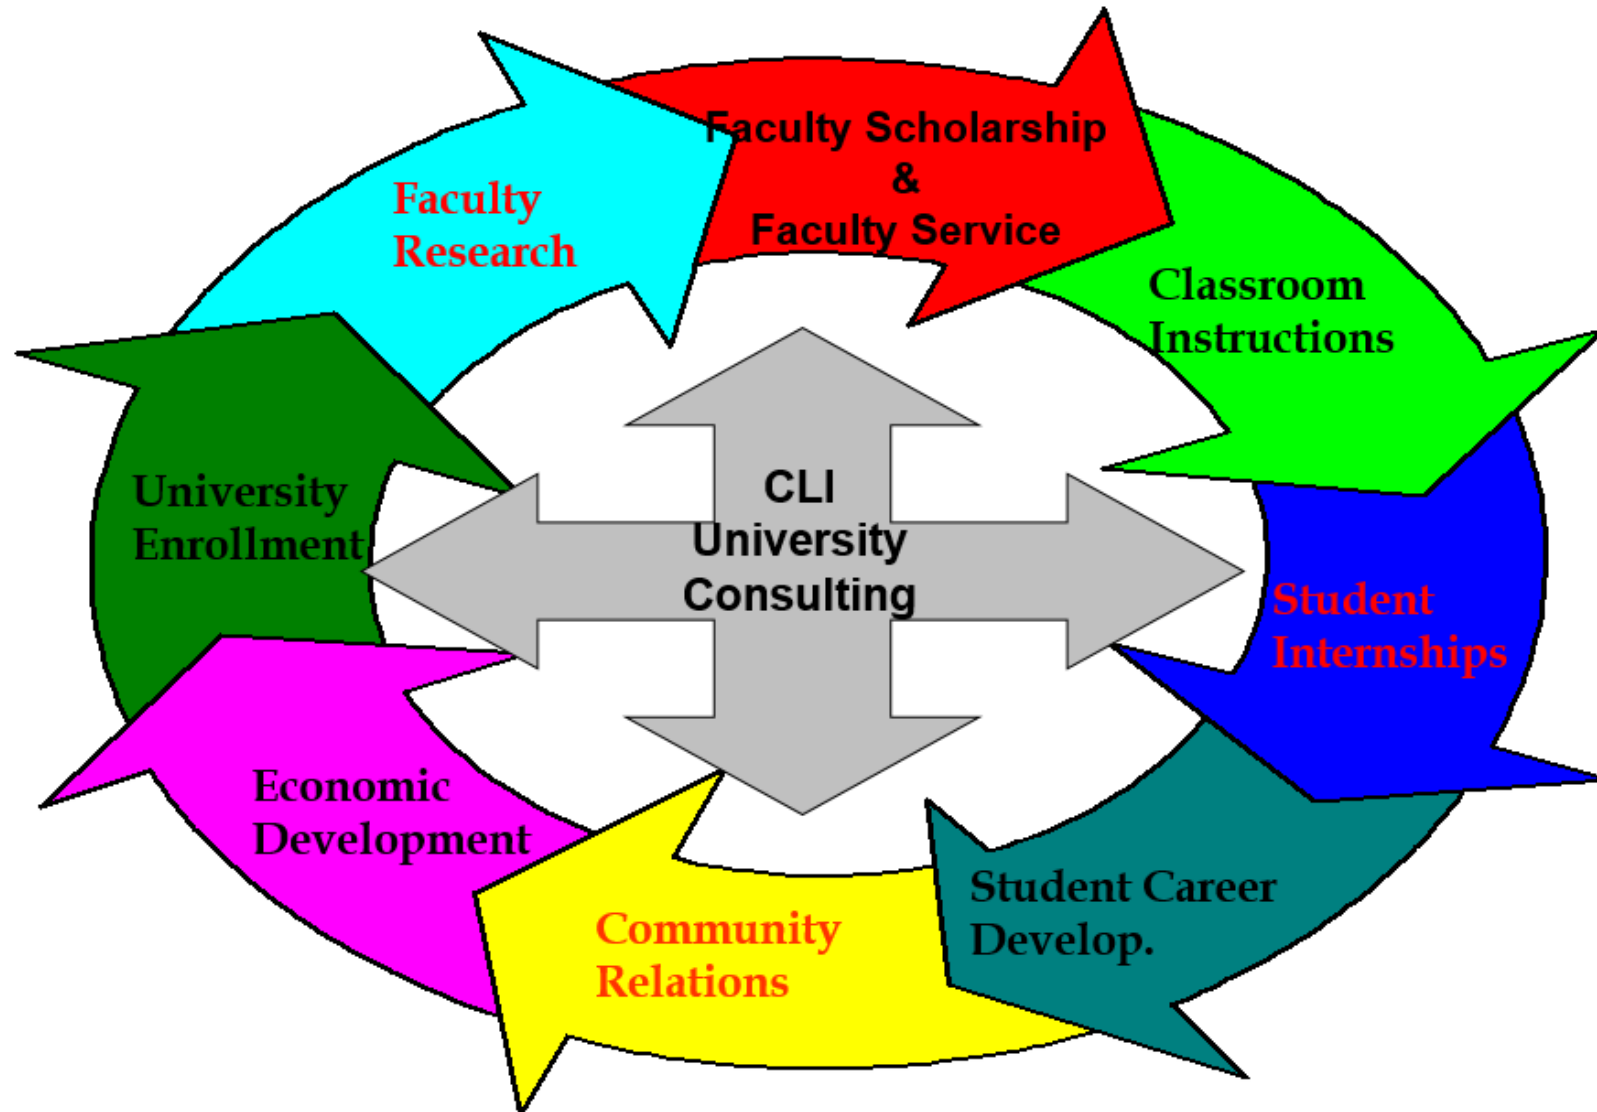 Faculty Scholarship
&
Faculty Service
Faculty
Research
Classroom
Instructions
University
Enrollment
CLI
University
Consulting
Student
Internships
Economic
Development
Student Career
Develop.
Community
Relations